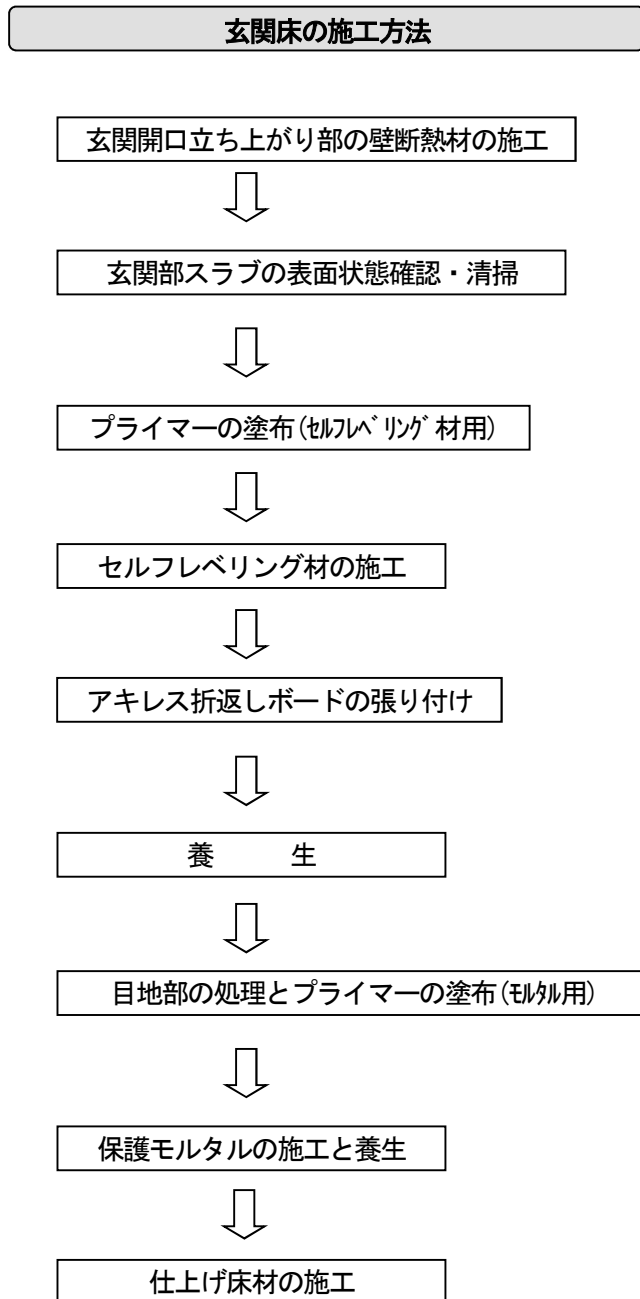 玄関床の施工方法
玄関開口立ち上がり部の壁断熱材の施工
玄関部スラブの表面状態確認・清掃
プライマーの塗布(ｾﾙﾌﾚﾍﾞﾘﾝｸﾞ材用)
セルフレベリング材の施工
アキレス折返しボードの張り付け
養　　　生
目地部の処理とプライマーの塗布(ﾓﾙﾀﾙ用)
保護モルタルの施工と養生
仕上げ床材の施工